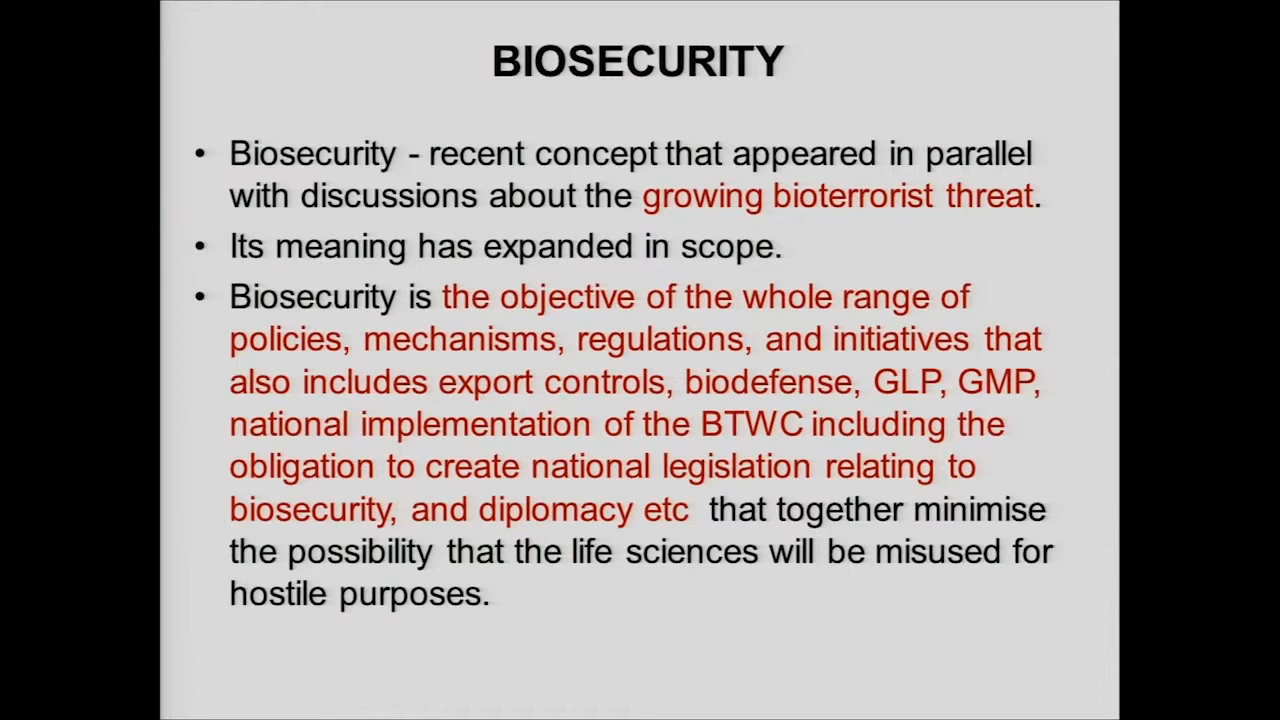 BIOSECURITY
• Biosecurity - recent concept that appeared in parallel
with discussions about the growing bioterrorist threat.
• Its meaning has expanded in scope.
• Biosecurity is the objective of the whole range of
policies, mechanisms, regulations, and initiatives that
also includes export controls, biodefense, GLP, GMP,
national implementation of the BTWC including the
obligation to create national legislation relating to
biosecurity, and diplomacy etc that together minimise
the possibility that the life sciences will be misused for
hostile purposes.